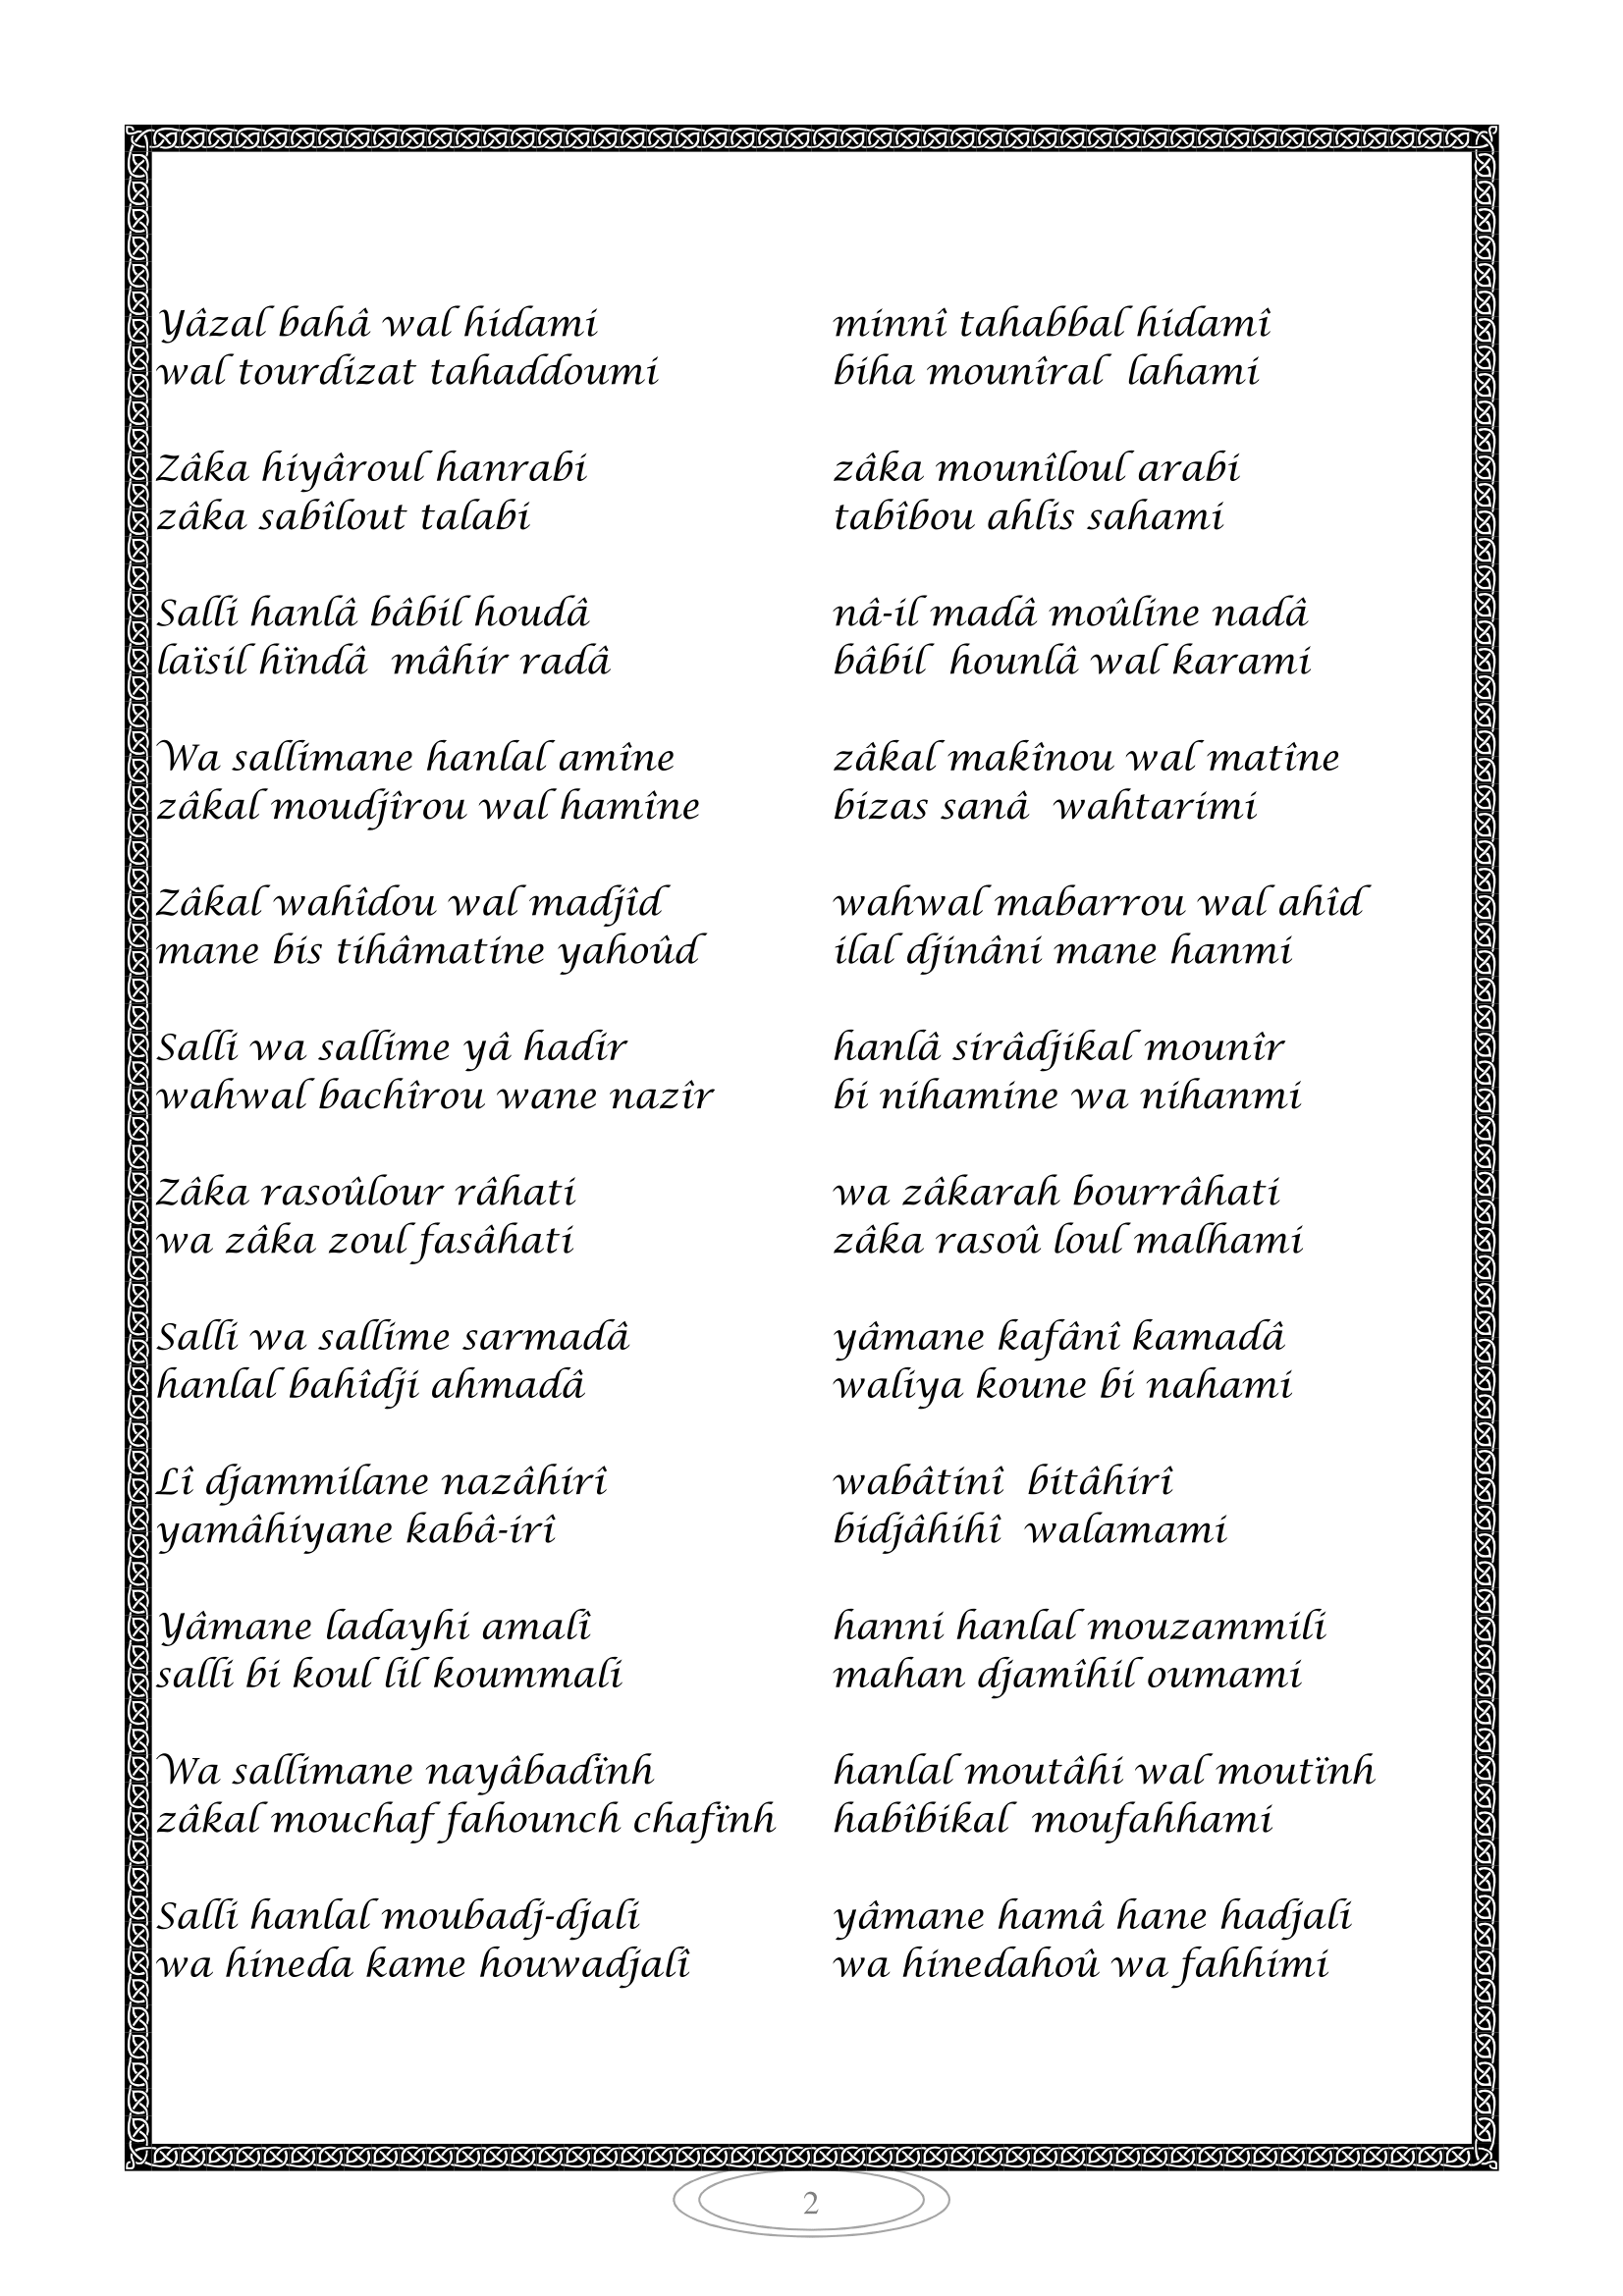 Yâzal bahâ wal hidami minnî tahabbal hidamî
wal tourdizat tahaddoumi biha mounîral lahami
Zâka hiyâroul hanrabi zâka mounîloul arabi
zâka sabîlout talabi tabîbou ahlis sahami
Salli hanlâ bâbil houdâ nâ-il madâ moûline nadâ
laïsil hïndâ mâhir radâ bâbil hounlâ wal karami
Wa sallimane hanlal amîne zâkal makînou wal matîne
zâkal moudjîrou wal hamîne bizas sanâ wahtarimi
Zâkal wahîdou wal madjîd wahwal mabarrou wal ahîd
mane bis tihâmatine yahoûd ilal djinâni mane hanmi
Salli wa sallime yâ hadir hanlâ sirâdjikal mounîr
wahwal bachîrou wane nazîr bi nihamine wa nihanmi
Zâka rasoûlour râhati wa zâkarah bourrâhati
wa zâka zoul fasâhati zâka rasoû loul malhami
Salli wa sallime sarmadâ yâmane kafânî kamadâ
hanlal bahîdji ahmadâ waliya koune bi nahami
Lî djammilane nazâhirî wabâtinî bitâhirî
yamâhiyane kabâ-irî bidjâhihî walamami
Yâmane ladayhi amalî hanni hanlal mouzammili
salli bi koul lil koummali mahan djamîhil oumami
Wa sallimane nayâbadïnh hanlal moutâhi wal moutïnh
zâkal mouchaf fahounch chafïnh habîbikal moufahhami
Salli hanlal moubadj-djali yâmane hamâ hane hadjali
wa hineda kame houwadjalî wa hinedahoû wa fahhimi
2